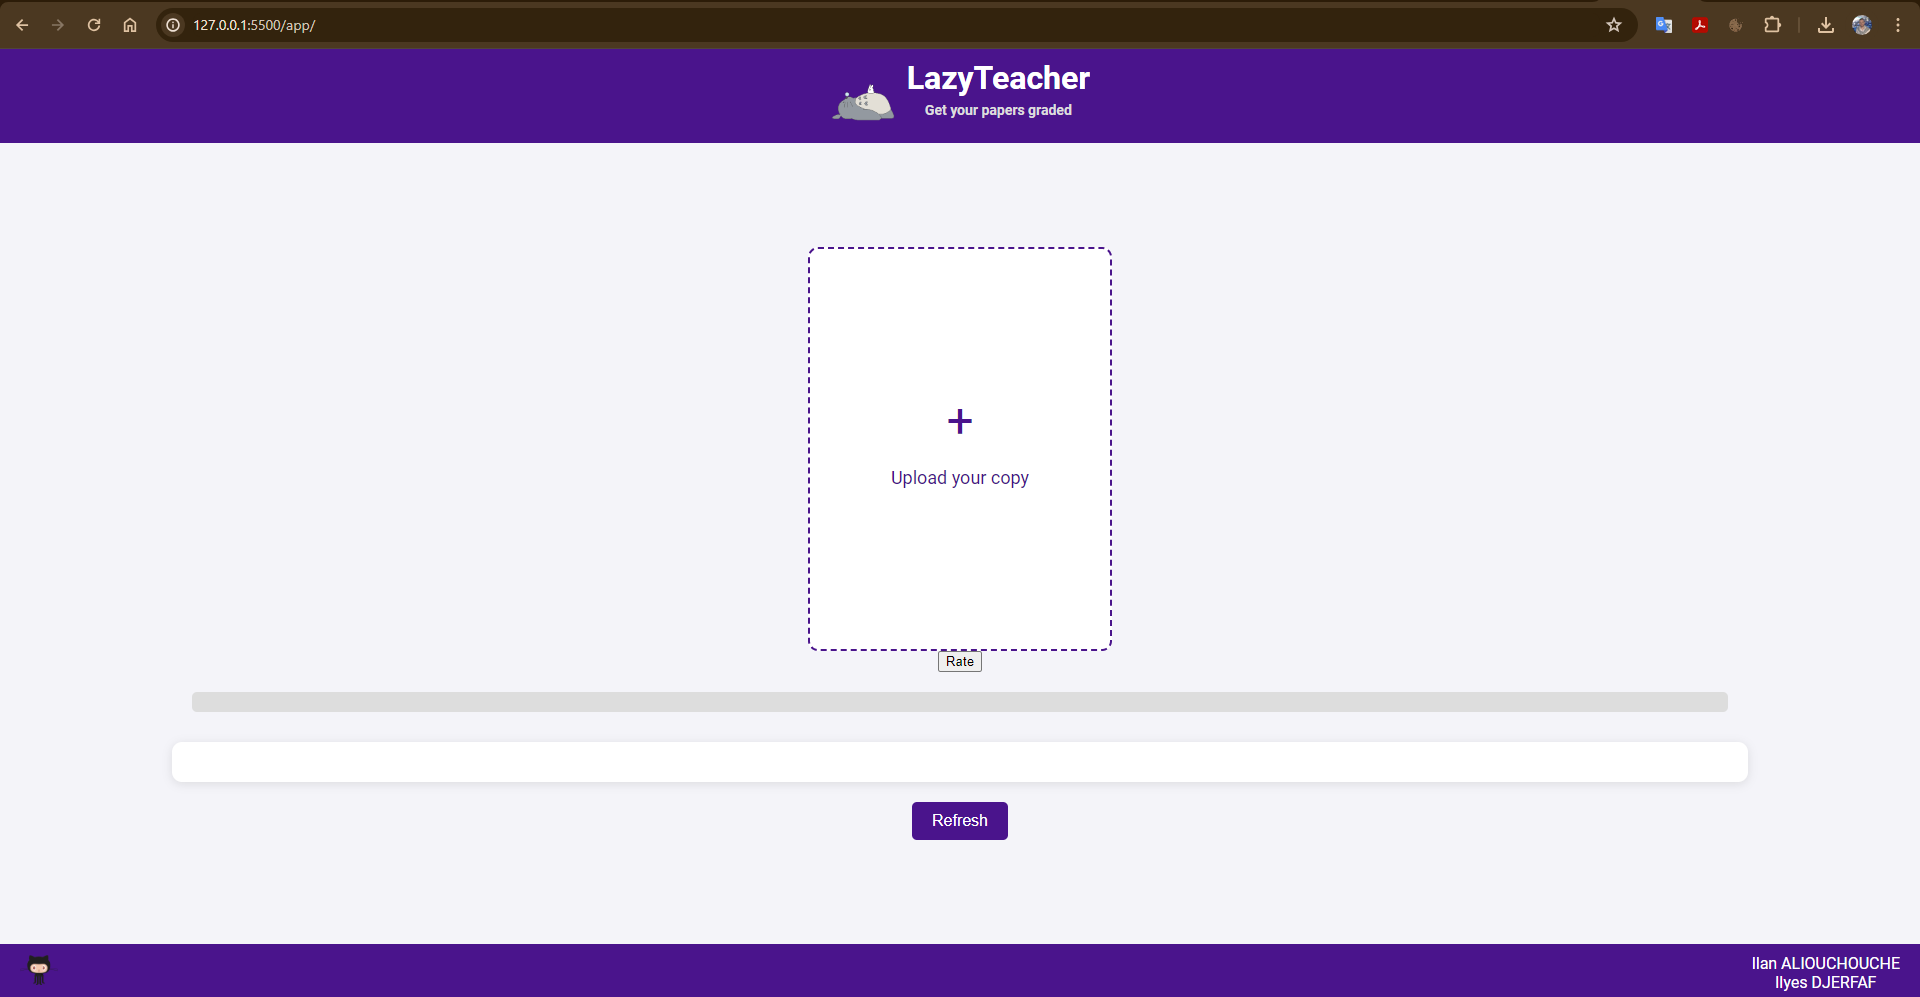 127.0.0.1:5500/app/
LazyTeacher
Get your papers graded
+
Upload your copy
Rate
Refresh
Ilan ALIOUCHOUCHE
Ilyes DJERFAF